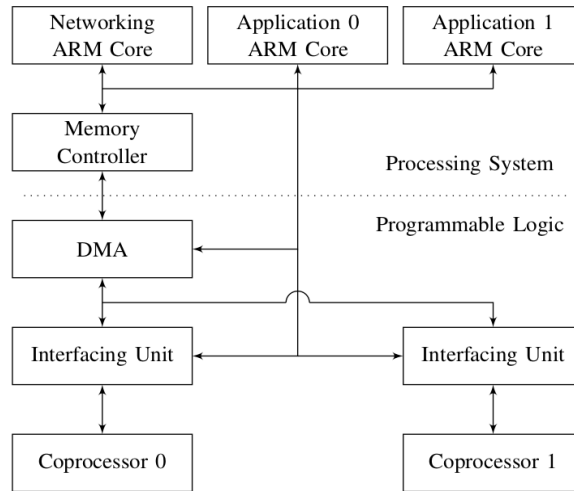 Networking
ARM Core
Application 0
ARM Core
Application 1
ARM Core
Memory
Controller
Processing System
Programmable Logic
DMA
Interfacing Unit
Interfacing Unit
Coprocessor 0
Coprocessor 1